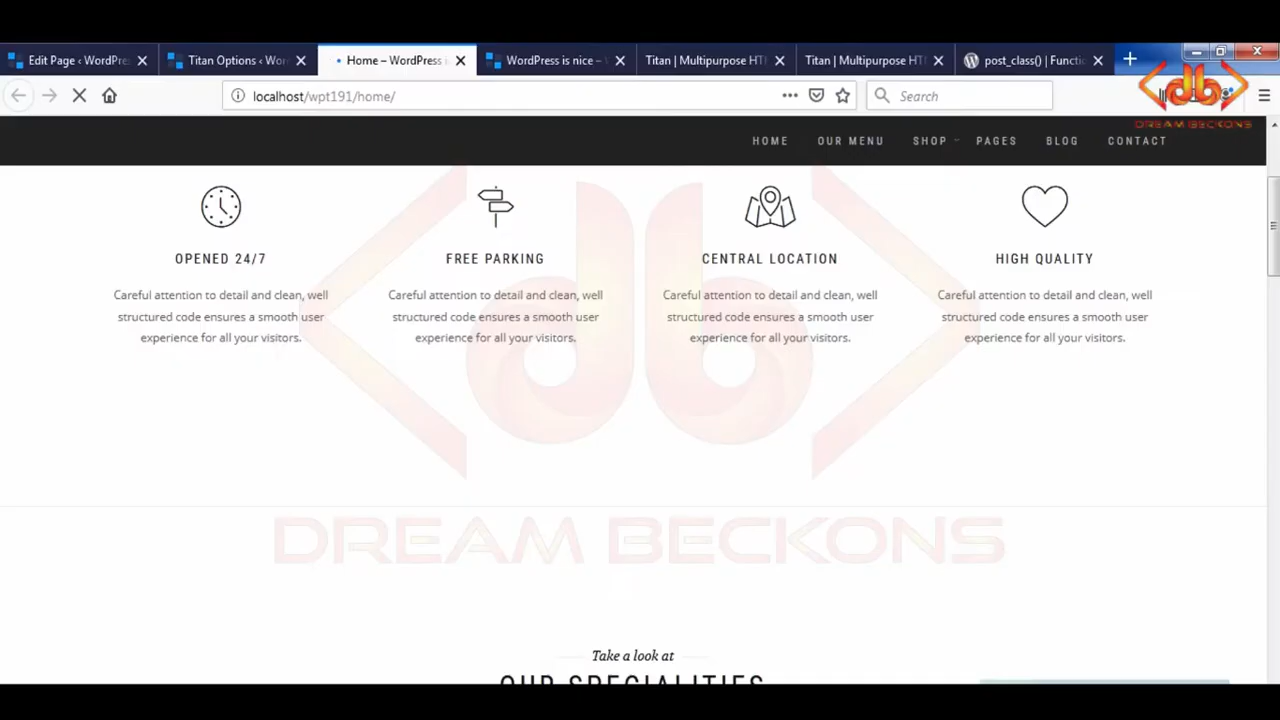 Edit Page ‹ WordPre
Titan Options ‹ Wor
Home – WordPress
WordPress is nice –
Titan | Multipurpose HT
Titan | Multipurpose HT
post_class() | Functi
localhost/wpt191/home/
Search
DREAM BECKONS
HOME
OUR MENU
SHOP
PAGES
BLOG
CONTACT
OPENED 24/7
FREE PARKING
CENTRAL LOCATION
HIGH QUALITY
Careful attention to detail and clean, well
structured code ensures a smooth user
experience for all your visitors.
Careful attention to detail and clean, well
structured code ensures a smooth user
experience for all your visitors.
Careful attention to detail and clean, well
structured code ensures a smooth user
experience for all your visitors.
Careful attention to detail and clean, well
structured code ensures a smooth user
experience for all your visitors.
DREAM BECKONS
Take a look at
OUR SPECIALITIES